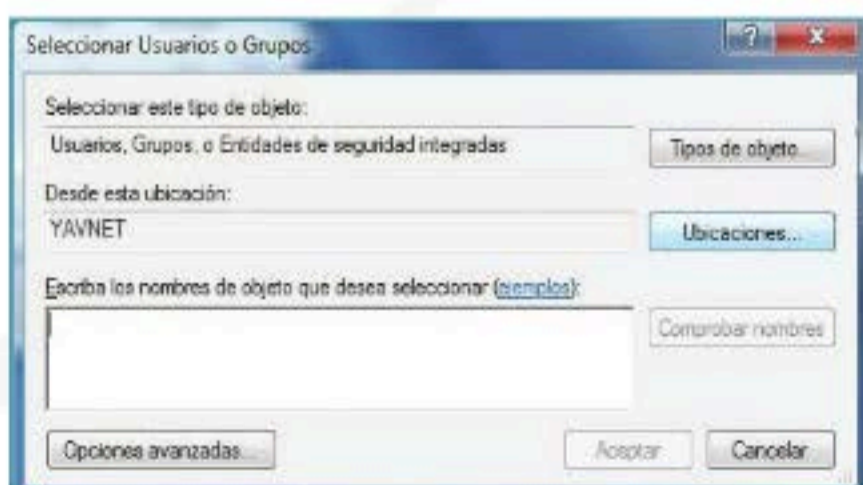 Seleccionar Usuarios o Grupos
Seleccionar este tipo de objeto:
Usuarios, Grupos, o Entidades de seguridad integradas
Tipos de objeto...
Desde esta ubicación:
YAVNET
Ubicaciones...
Escriba los nombres de objeto que desea seleccionar (ejemplos):
Comprobar nombres
Opciones avanzadas...
Aceptar
Cancelar